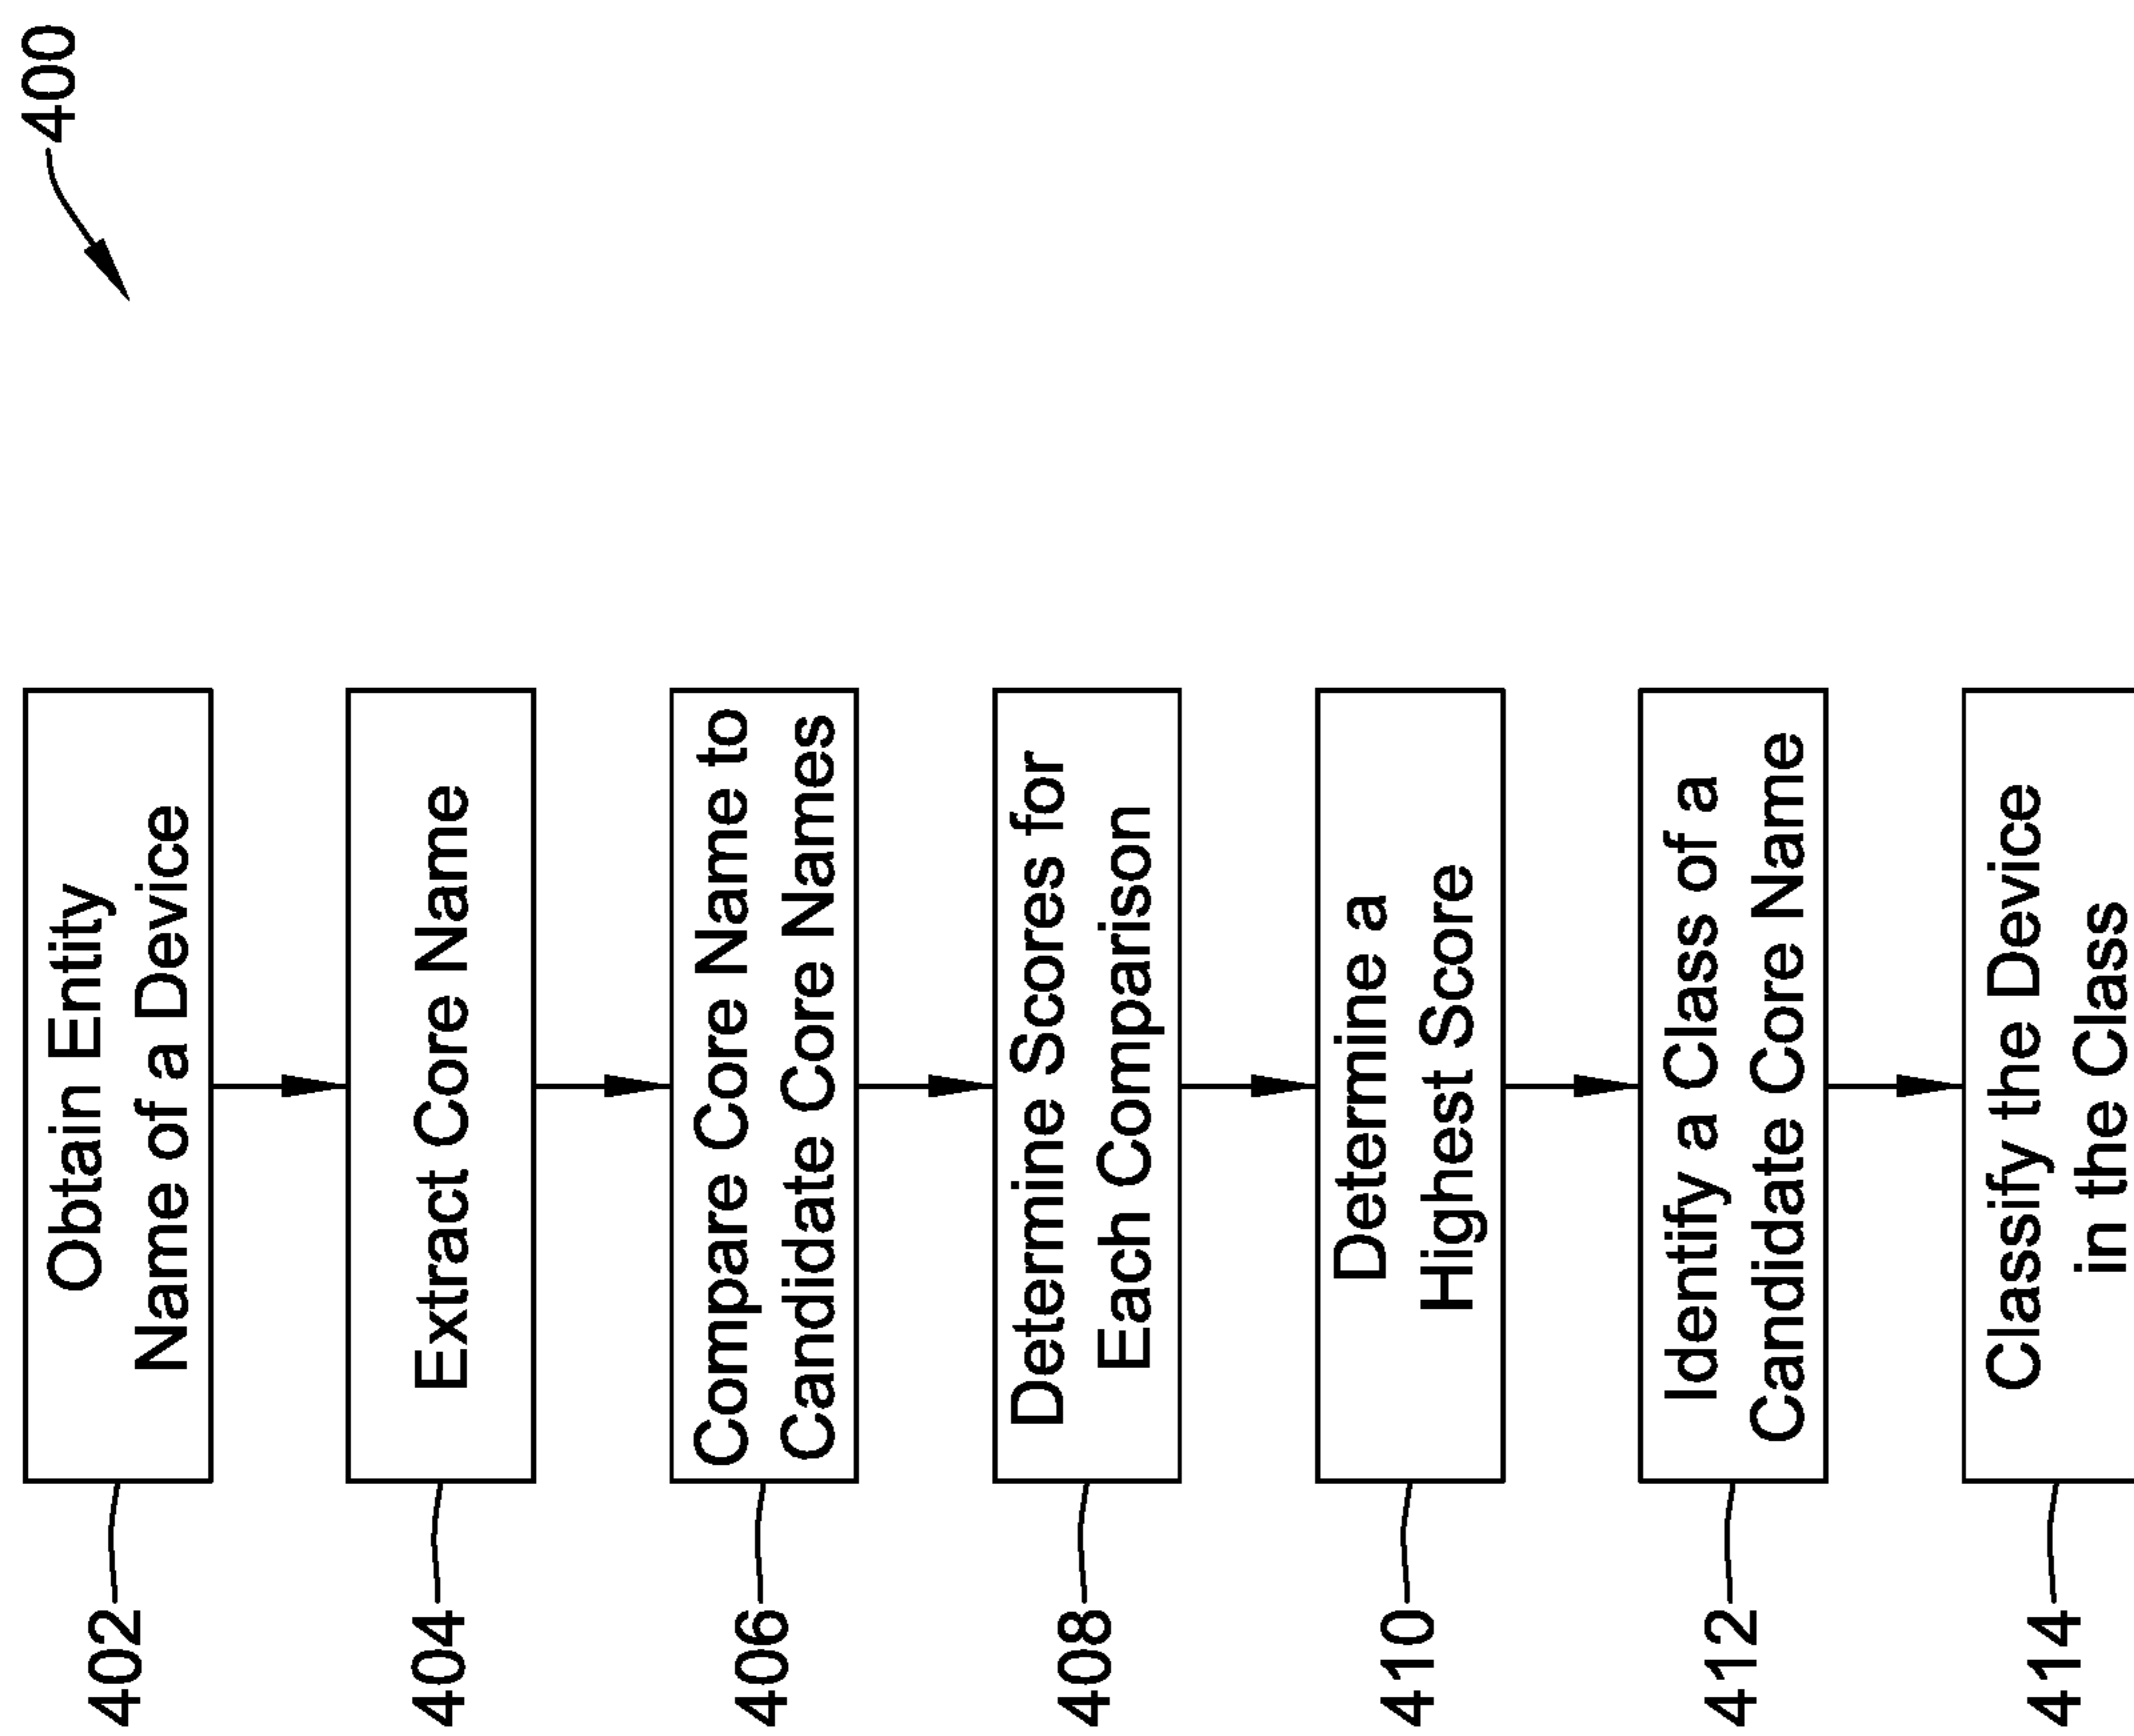 400
402
Obtain Entity
Name of a Device
404
Extract Core Name
406
Compare Core Name to
Candidate Core Names
408
Determine Scores for
Each Comparison
410
Determine a
Highest Score
412
Identify a Class of a
Candidate Core Name
414
Classify the Device
in the Class